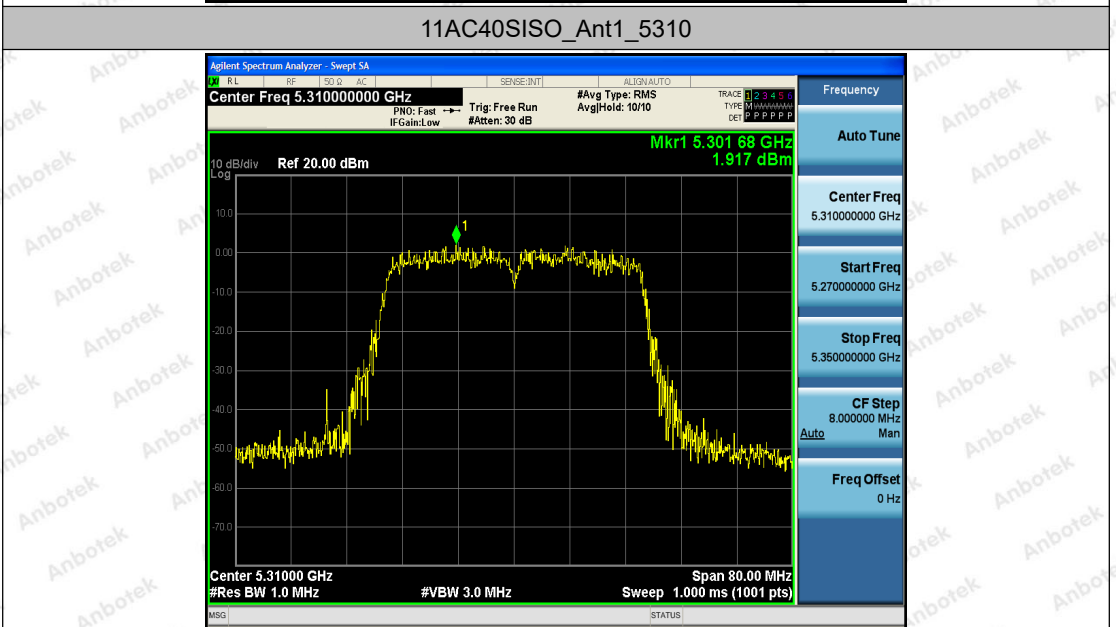 11AC40SISO_Ant1_5310
Agilent Spectrum Analyzer - Swept SA
RL RF 50 Ω AC SENSE:INT ALIGN AUTO
Center Freq 5.310000000 GHz
PNO: Fast
IFGain:Low
Trig: Free Run
#Atten: 30 dB
#Avg Type: RMS
Avg|Hold: 10/10
TRACE 1 2 3 4 5 6
TYPE M
DET P P P P P P
Mkr1 5.301 68 GHz
1.917 dBm
10 dB/div Ref 20.00 dBm
Log
10.0
1
0.00
-10.0
-20.0
-30.0
-40.0
-50.0
-60.0
-70.0
Center 5.31000 GHz Span 80.00 MHz
#Res BW 1.0 MHz #VBW 3.0 MHz Sweep 1.000 ms (1001 pts)
MSG STATUS
Frequency
Auto Tune
Center Freq
5.310000000 GHz
Start Freq
5.270000000 GHz
Stop Freq
5.350000000 GHz
CF Step
8.000000 MHz
Auto Man
Freq Offset
0 Hz
Anbotek